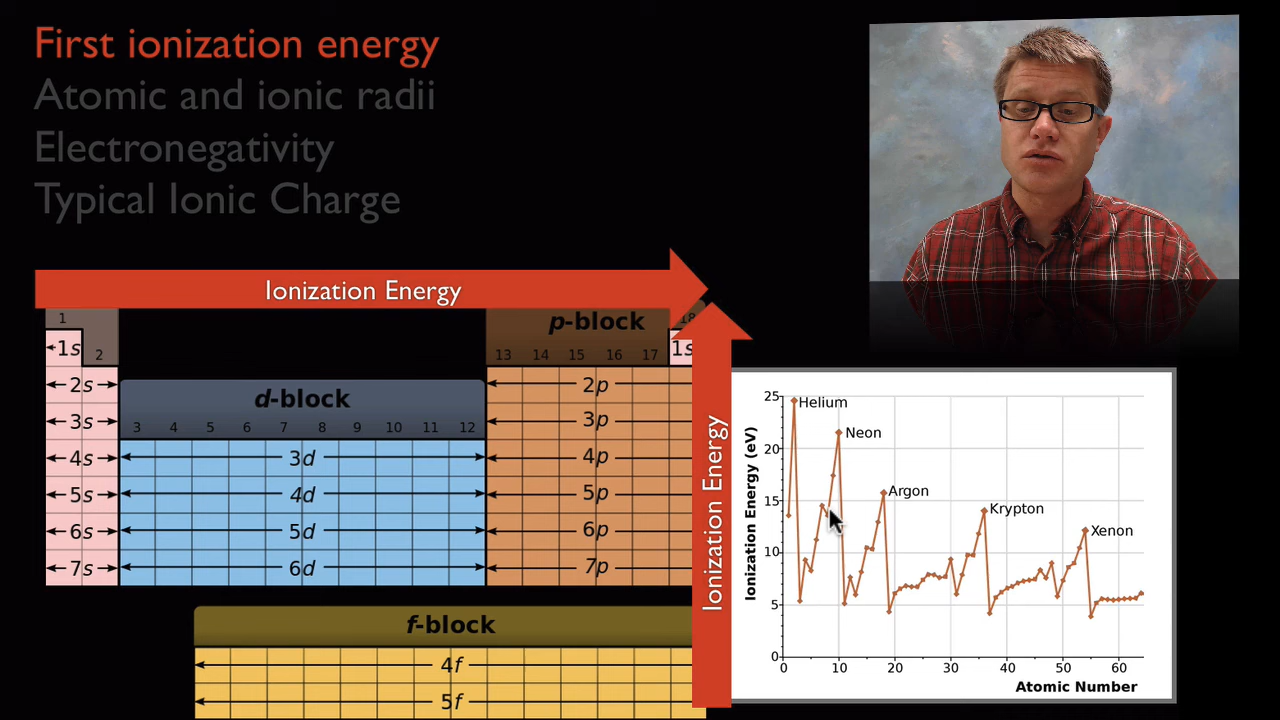 First ionization energy
Atomic and ionic radii
Electronegativity
Typical Ionic Charge
Ionization Energy
1
2
1s
2s
3s
4s
5s
6s
7s
d-block
3 4 5 6 7 8 9 10 11 12
3d
4d
5d
6d
p-block
18
13 14 15 16 17
1s
2p
3p
4p
5p
6p
7p
f-block
4f
5f
Ionization Energy
Ionization Energy (eV)
25
20
15
10
5
0
Helium
Neon
Argon
Krypton
Xenon
0 10 20 30 40 50 60
Atomic Number